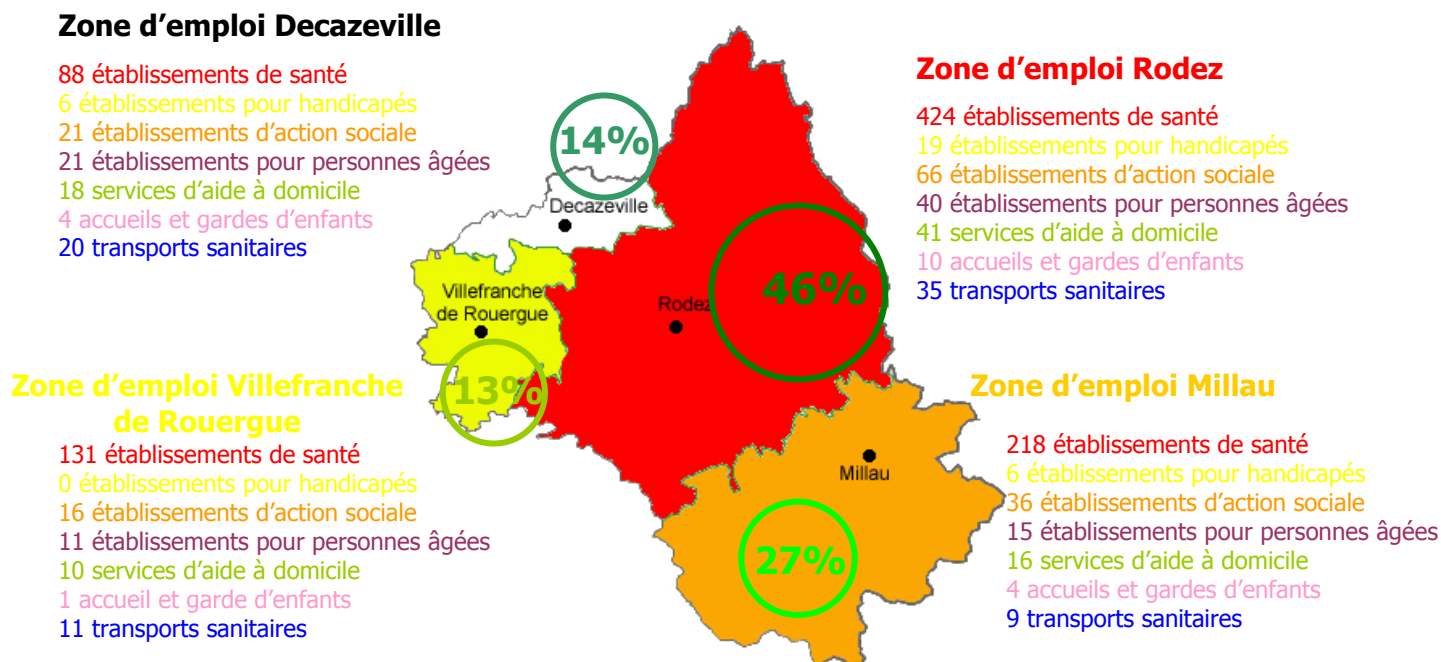 Zone d'emploi Decazeville
88 établissements de santé
6 établissements pour handicapés
21 établissements d'action sociale
21 établissements pour personnes âgées
18 services d'aide à domicile
4 accueils et gardes d'enfants
20 transports sanitaires
14%
Decazeville
Zone d'emploi Rodez
424 établissements de santé
19 établissements pour handicapés
66 établissements d'action sociale
40 établissements pour personnes âgées
41 services d'aide à domicile
10 accueils et gardes d'enfants
35 transports sanitaires
Villefranche
de Rouergue
Rodez
46%
Zone d'emploi Villefranche
de Rouergue
13%
131 établissements de santé
0 établissements pour handicapés
16 établissements d'action sociale
11 établissements pour personnes âgées
10 services d'aide à domicile
1 accueil et garde d'enfants
11 transports sanitaires
Zone d'emploi Millau
Millau
27%
218 établissements de santé
6 établissements pour handicapés
36 établissements d'action sociale
15 établissements pour personnes âgées
16 services d'aide à domicile
4 accueils et gardes d'enfants
9 transports sanitaires